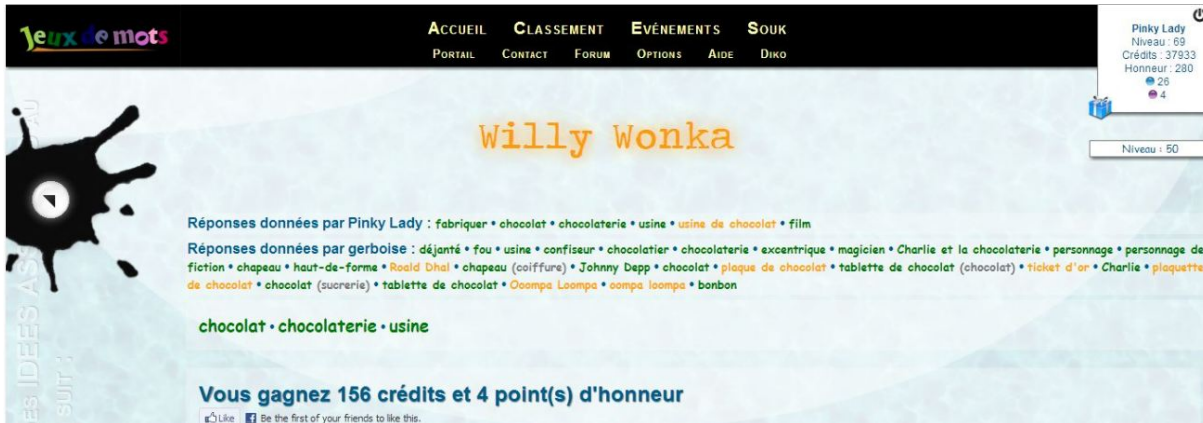 Jeux de mots
ACCUEIL CLASSEMENT EVÉNEMENTS SOUK
PORTAIL CONTACT FORUM OPTIONS AIDE DIKO
Pinky Lady
Niveau : 69
Crédits : 37933
Honneur : 280
26
4
Niveau : 50
Willy Wonka
Réponses données par Pinky Lady : fabriquer • chocolat • chocolaterie • usine • usine de chocolat • film
Réponses données par gerboise : déjanté • fou • usine • confiseur • chocolatier • chocolaterie • excentrique • magicien • Charlie et la chocolaterie • personnage • personnage de
fiction • chapeau • haut-de-forme • Roald Dhal • chapeau (coiffure) • Johnny Depp • chocolat • plaque de chocolat • tablette de chocolat (chocolat) • ticket d'or • Charlie • plaquette
de chocolat • chocolat (sucrerie) • tablette de chocolat • Ooompa Loompa • oompa loompa • bonbon
chocolat • chocolaterie • usine
Vous gagnez 156 crédits et 4 point(s) d'honneur
Like Be the first of your friends to like this.
IDEES
SUIT :
AU